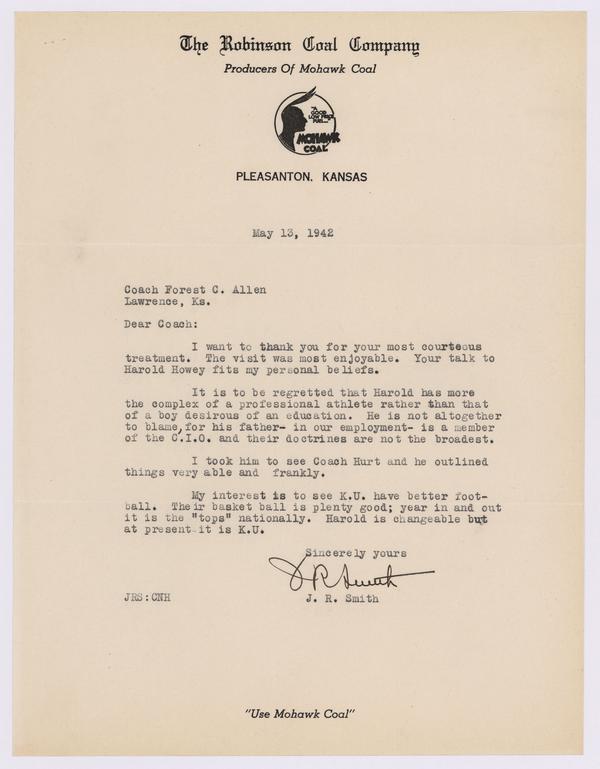 The Robinson Coal Company
Producers Of Mohawk Coal
"A
GOOD
LOW PRICE
FUEL"
MOHAWK
COAL
PLEASANTON, KANSAS
May 13, 1942
Coach Forest C. Allen
Lawrence, Ks.
Dear Coach:
I want to thank you for your most courteous
treatment. The visit was most enjoyable. Your talk to
Harold Howey fits my personal beliefs.
It is to be regretted that Harold has more
the complex of a professional athlete rather than that
of a boy desirous of an education. He is not altogether
to blame, for his father- in our employment- is a member
of the C.I.O. and their doctrines are not the broadest.
I took him to see Coach Hurt and he outlined
things very able and frankly.
My interest is to see K.U. have better foot-
ball. Their basket ball is plenty good; year in and out
it is the "tops" nationally. Harold is changeable but
at present-it is K.U.
Sincerely yours
J R Smith
JRS:CNH J. R. Smith
"Use Mohawk Coal"